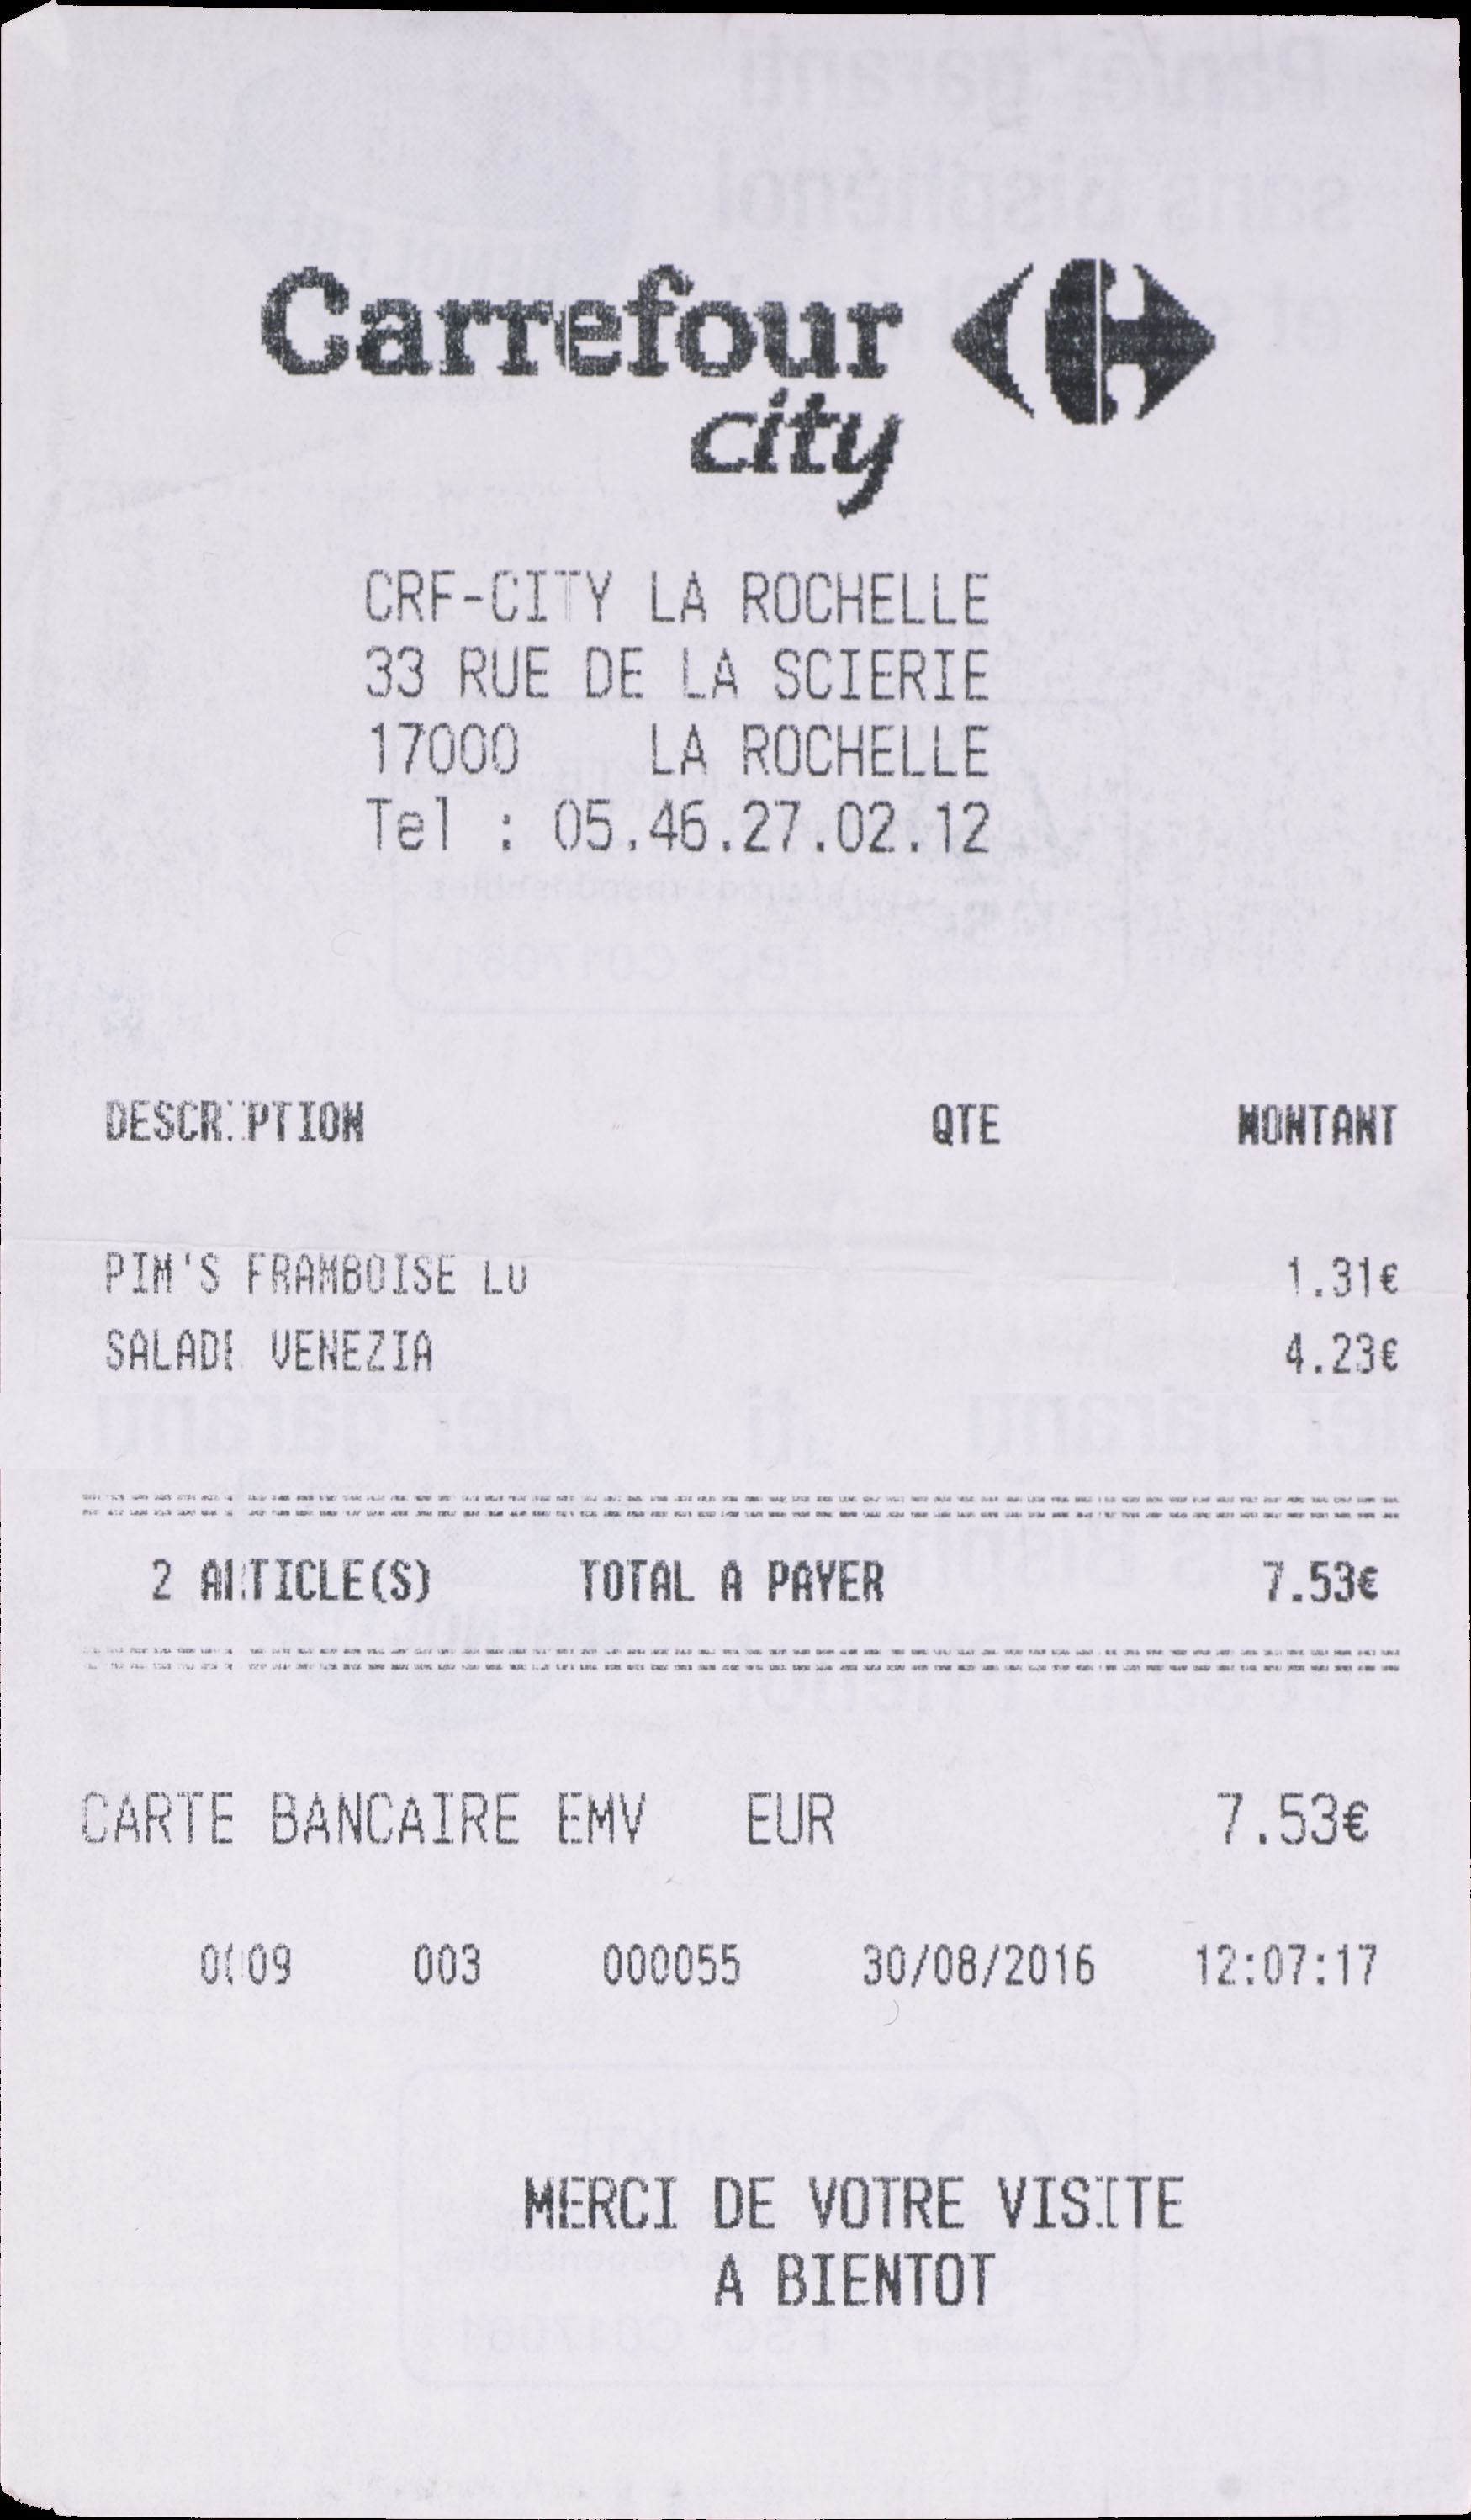 Carrefour
city
CRF-CITY LA ROCHELLE
33 RUE DE LA SCIERIE
17000 LA ROCHELLE
Tel : 05.46.27.02.12
DESCRIPTION QTE MONTANT
PIM'S FRAMBOISE LU 1.31€
SALADE VENEZIA 4.23€
2 ARTICLE(S) TOTAL A PAYER 7.53€
CARTE BANCAIRE EMV EUR 7.53€
0009 003 000055 30/08/2016 12:07:17
MERCI DE VOTRE VISITE
A BIENTOT